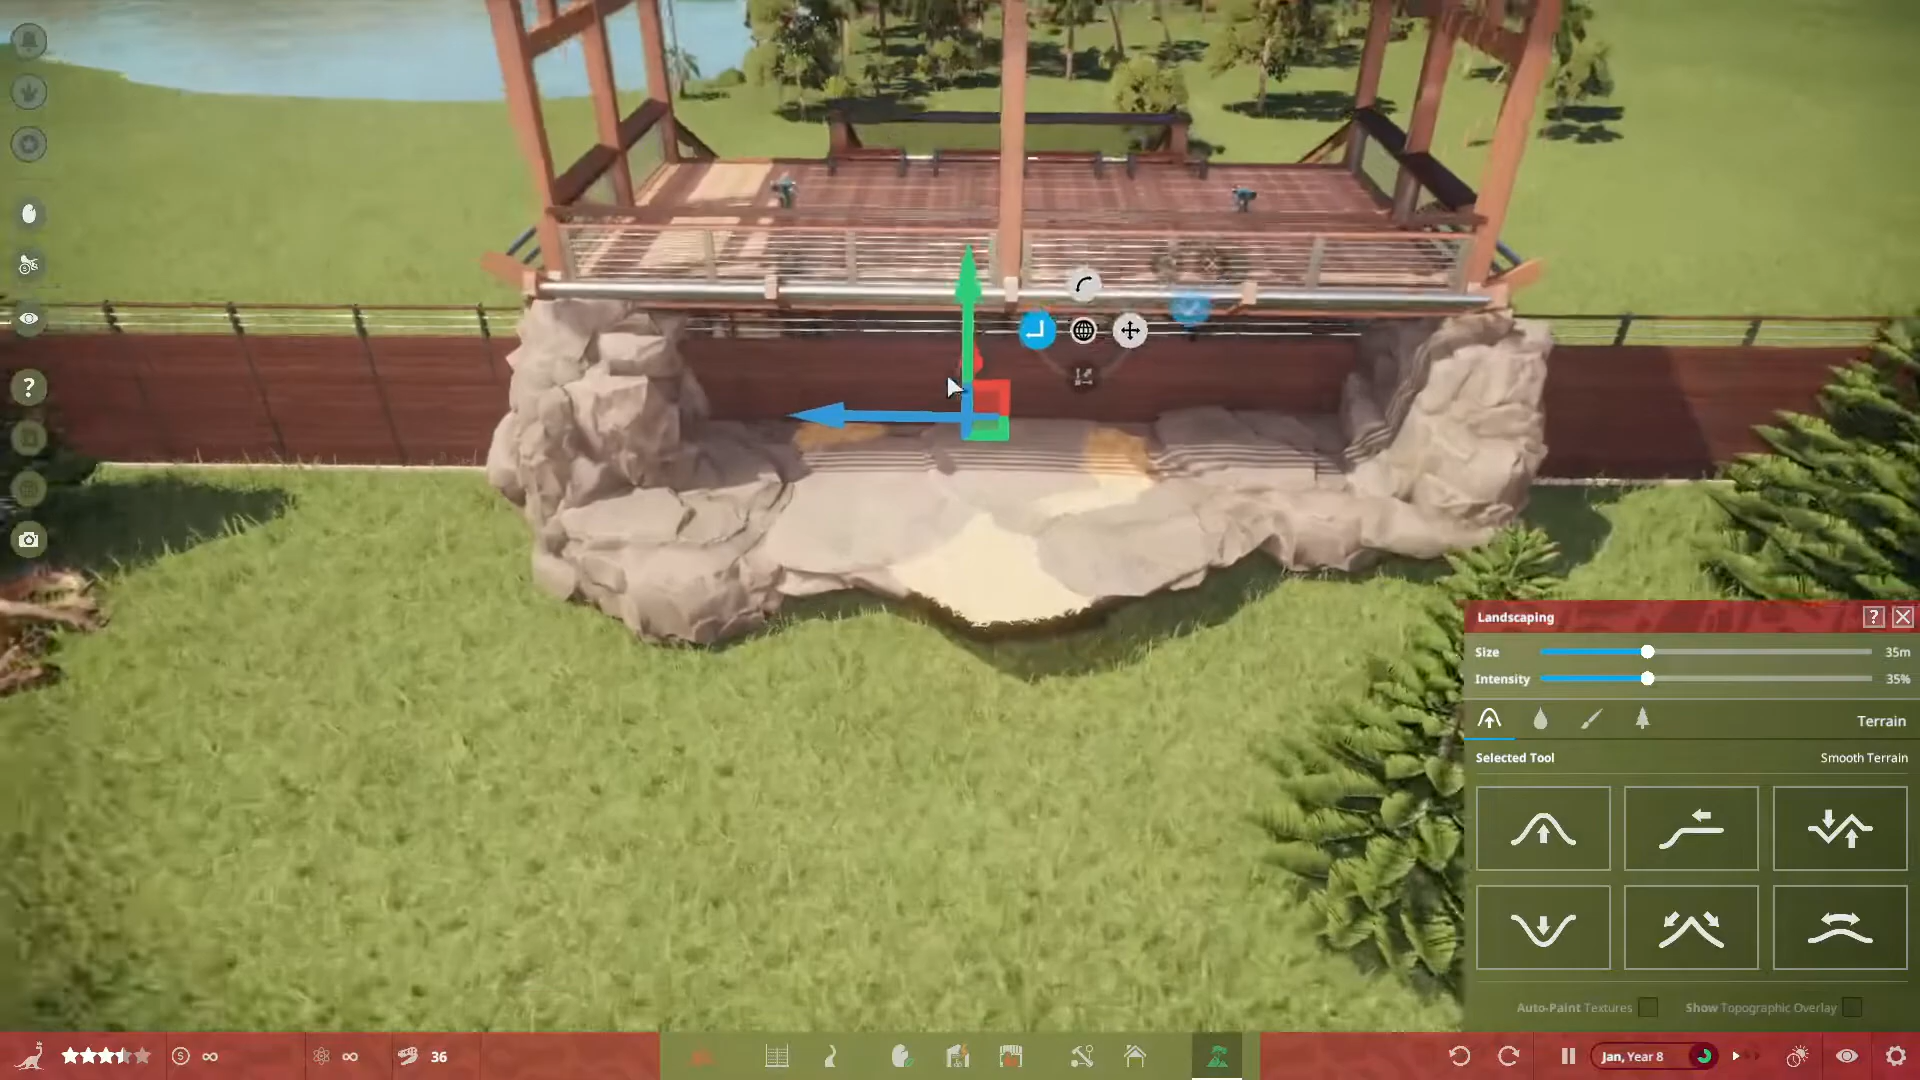 Landscaping
?
Size
35m
Intensity
35%
Terrain
Selected Tool
Smooth Terrain
Auto-Paint Textures
Show Topographic Overlay
?
∞
∞
36
Jan, Year 8